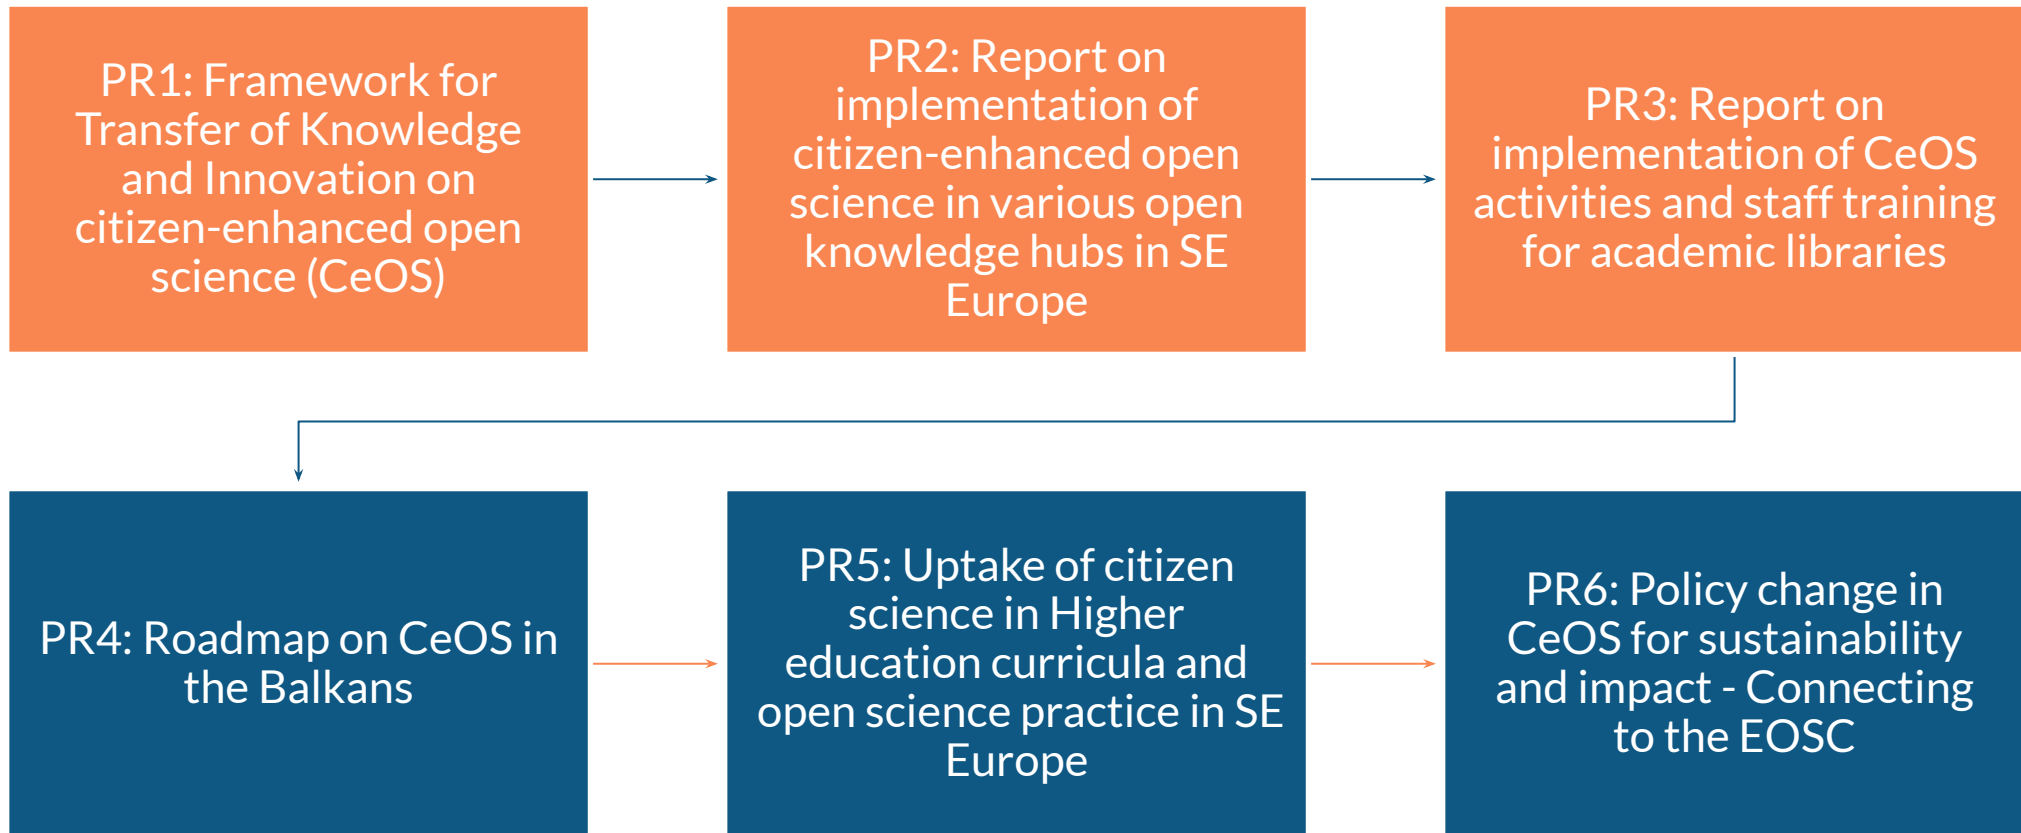 PR1: Framework for
Transfer of Knowledge
and Innovation on
citizen-enhanced open
science (CeOS)
PR2: Report on
implementation of
citizen-enhanced open
science in various open
knowledge hubs in SE
Europe
PR3: Report on
implementation of CeOS
activities and staff training
for academic libraries
PR4: Roadmap on CeOS in
the Balkans
PR5: Uptake of citizen
science in Higher
education curricula and
open science practice in SE
Europe
PR6: Policy change in
CeOS for sustainability
and impact - Connecting
to the EOSC